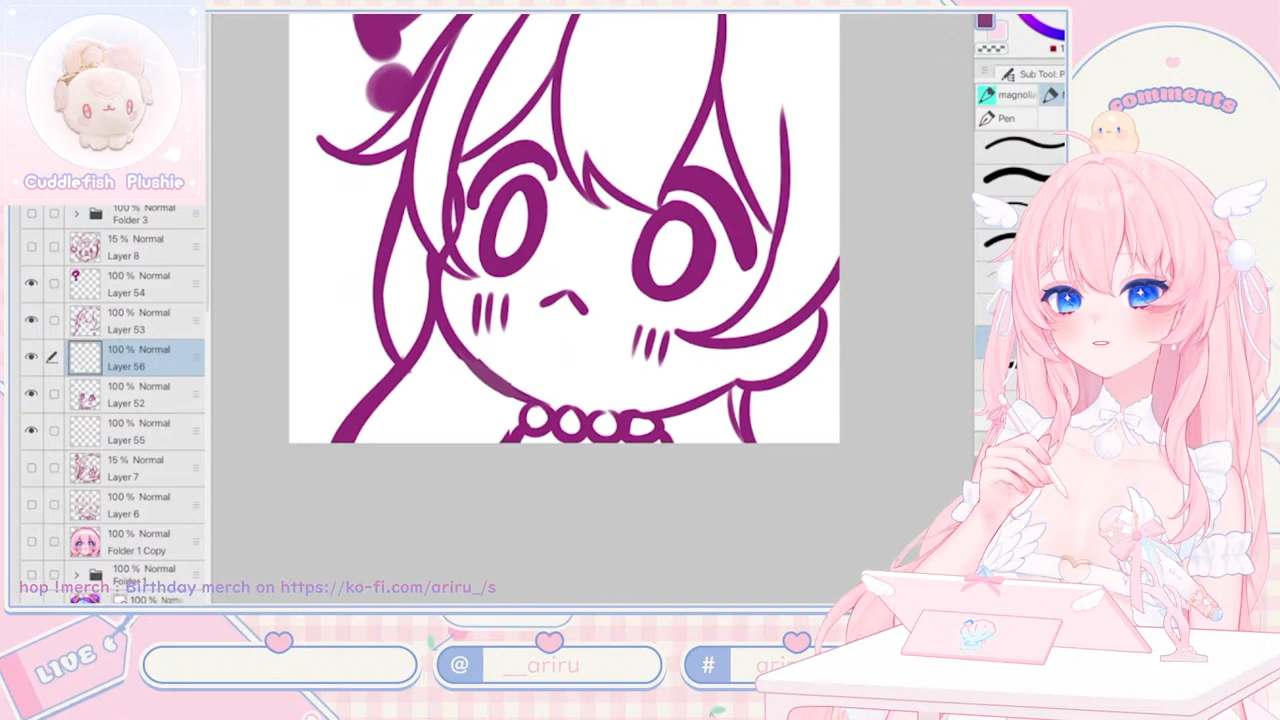 Cuddlefish Plushie
100 % Normal
Folder 3
15 % Normal
Layer 8
100 % Normal
Layer 54
100 % Normal
Layer 53
100 % Normal
Layer 56
100 % Normal
Layer 52
100 % Normal
Layer 55
15 % Normal
Layer 7
100 % Normal
Layer 6
100 % Normal
Folder 1 Copy
100 % Normal
100 %
Sub Tool: P
magnolia
Pen
comments
hop !merch : Birthday merch on https://ko-fi.com/ariru_/s
LIVE
@ __ariru
#